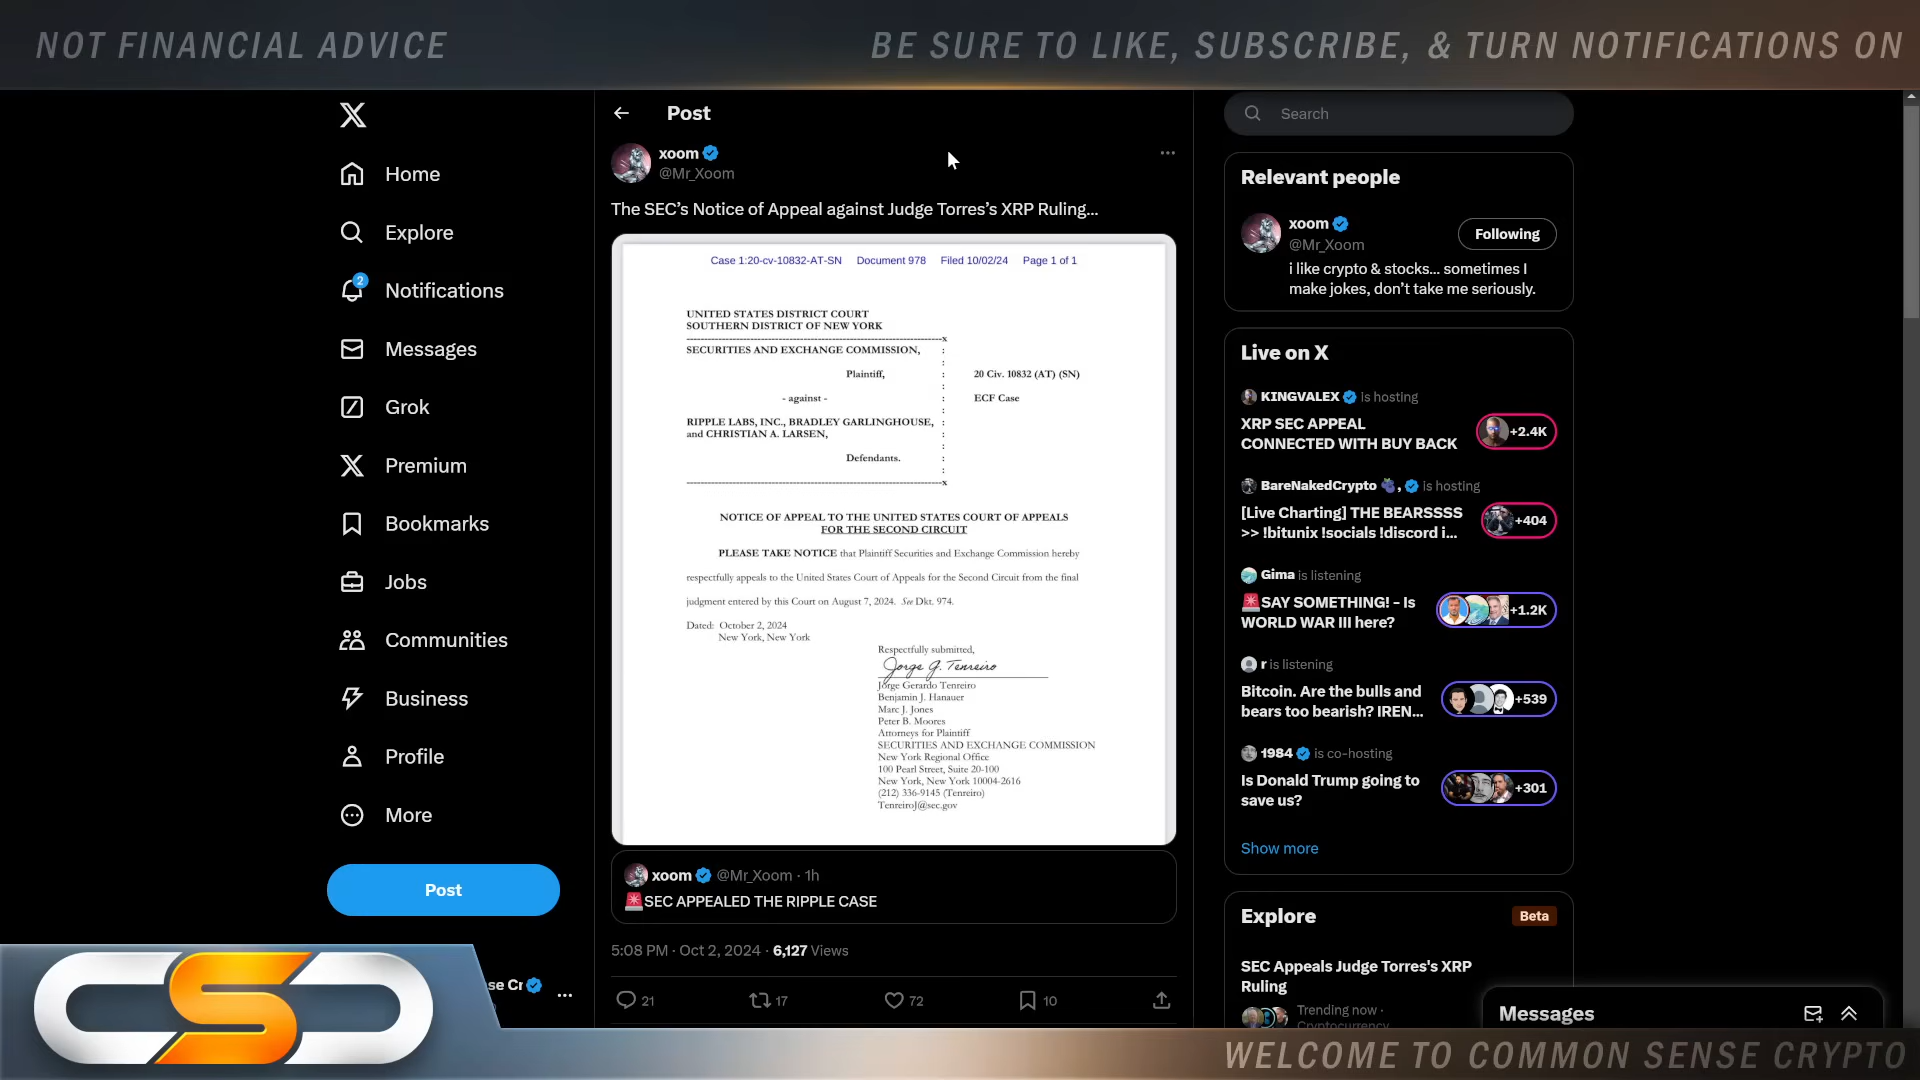 NOT FINANCIAL ADVICE
BE SURE TO LIKE, SUBSCRIBE, & TURN NOTIFICATIONS ON
Home
Explore
2
Notifications
Messages
Grok
Premium
Bookmarks
Jobs
Communities
Business
Profile
More
Post
se Cr
Post
xoom
@Mr_Xoom
The SEC’s Notice of Appeal against Judge Torres’s XRP Ruling...
Case 1:20-cv-10832-AT-SN Document 978 Filed 10/02/24 Page 1 of 1
UNITED STATES DISTRICT COURT
SOUTHERN DISTRICT OF NEW YORK
-----------------------------------------------------------------------x
SECURITIES AND EXCHANGE COMMISSION, :
Plaintiff, : 20 Civ. 10832 (AT) (SN)
- against - : ECF Case
RIPPLE LABS, INC., BRADLEY GARLINGHOUSE, :
and CHRISTIAN A. LARSEN, :
Defendants. :
-----------------------------------------------------------------------x
NOTICE OF APPEAL TO THE UNITED STATES COURT OF APPEALS
FOR THE SECOND CIRCUIT
PLEASE TAKE NOTICE that Plaintiff Securities and Exchange Commission hereby
respectfully appeals to the United States Court of Appeals for the Second Circuit from the final
judgment entered by this Court on August 7, 2024. See Dkt. 974.
Dated: October 2, 2024
New York, New York
Respectfully submitted,
Jorge G. Tenreiro
Jorge Gerardo Tenreiro
Benjamin J. Hanauer
Marc J. Jones
Peter B. Moores
Attorneys for Plaintiff
SECURITIES AND EXCHANGE COMMISSION
New York Regional Office
100 Pearl Street, Suite 20-100
New York, New York 10004-2616
(212) 336-9145 (Tenreiro)
TenreiroJ@sec.gov
xoom @Mr_Xoom · 1h
🚨SEC APPEALED THE RIPPLE CASE
5:08 PM · Oct 2, 2024 · 6,127 Views
21 17 72 10
Search
Relevant people
xoom
@Mr_Xoom
Following
i like crypto & stocks... sometimes I
make jokes, don’t take me seriously.
Live on X
KINGVALEX is hosting
XRP SEC APPEAL
CONNECTED WITH BUY BACK
+2.4K
BareNakedCrypto 🍇, is hosting
[Live Charting] THE BEARSSSS
>> !bitunix !socials !discord i...
+404
Gima is listening
🚨SAY SOMETHING! - Is
WORLD WAR III here?
+1.2K
r is listening
Bitcoin. Are the bulls and
bears too bearish? IREN...
+539
1984 is co-hosting
Is Donald Trump going to
save us?
+301
Show more
Explore
Beta
SEC Appeals Judge Torres's XRP
Ruling
Trending now ·
Cryptocurrency
Messages
CSC
WELCOME TO COMMON SENSE CRYPTO